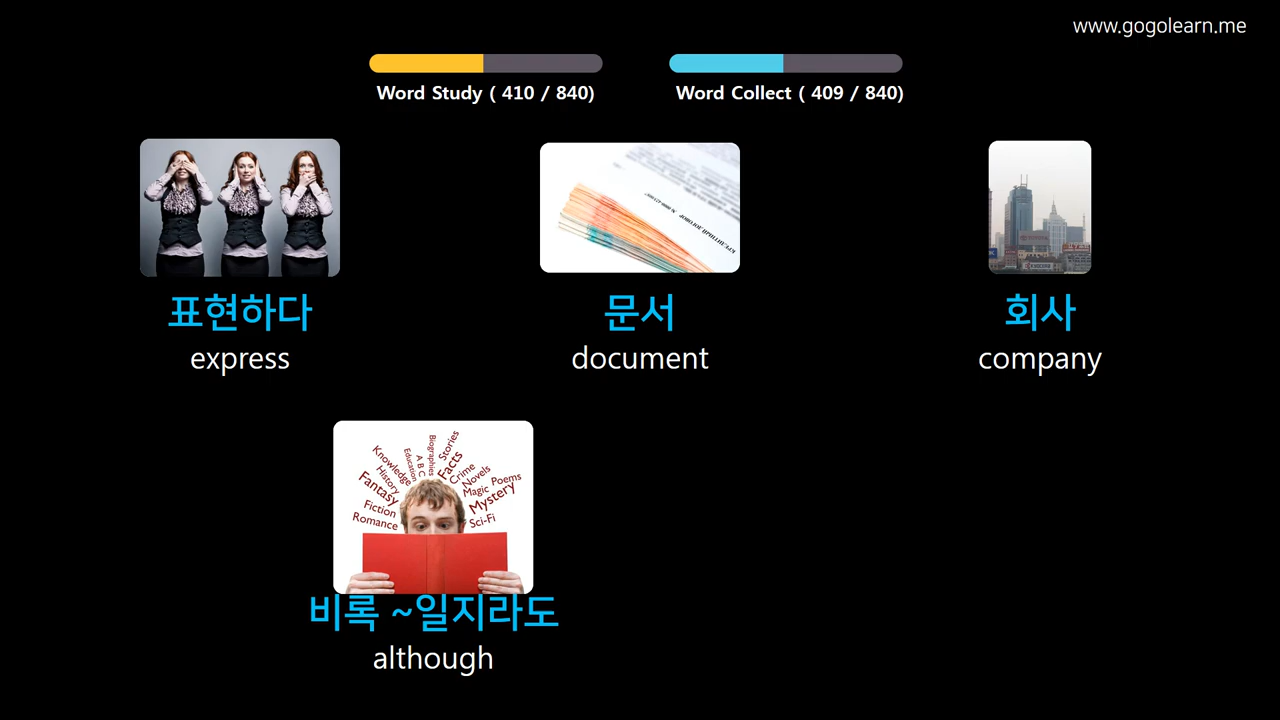 www.gogolearn.me
Word Study ( 410 / 840)
Word Collect ( 409 / 840)
표현하다
express
문서
document
회사
company
Stories
Biographies
Facts
A B C
Education
Crime
Knowledge
Novels
History
Poems
Magic
Fantasy
Mystery
Fiction
Sci-Fi
Romance
비록 ~일지라도
although